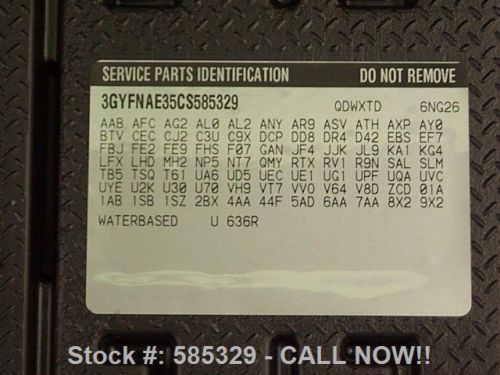 SERVICE PARTS IDENTIFICATION DO NOT REMOVE
3GYFNAE35CS585329 QDWXTD 6NG26
AAB AFC AG2 AL0 AL2 ANY AR9 ASV ATH AXP AY0
BTV CEC CJ2 C3U C9X DCP DD8 DR4 D42 EBS EF7
FBJ FE2 FE9 FHS F07 GAN JF4 JJK JL9 KA1 KG4
LFX LHD MH2 NP5 NT7 QMY RTX RV1 R9N SAL SLM
TB5 TSQ T61 UA6 UD5 UEC UE1 UG1 UPF UQA UVC
UYE U2K U30 U70 VH9 VT7 VV0 V64 V8D ZCD 01A
1AB 1SB 1SZ 2BX 4AA 44F 5AD 6AA 7AA 8X2 9X2
WATERBASED U 636R
Stock #: 585329 - CALL NOW!!